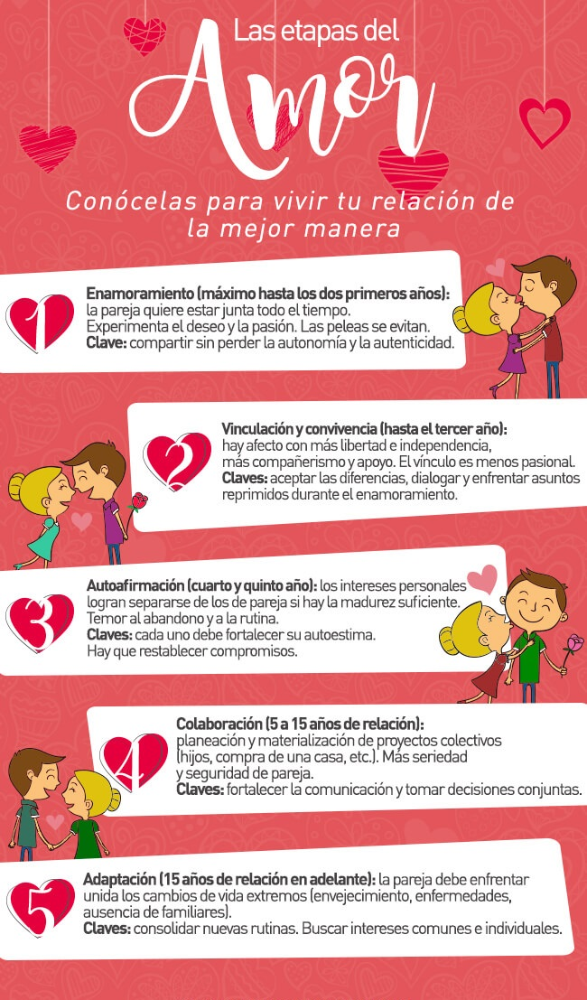 Las etapas del
Amor
Conócelas para vivir tu relación de
la mejor manera
1
Enamoramiento (máximo hasta los dos primeros años):
la pareja quiere estar junta todo el tiempo.
Experimenta el deseo y la pasión. Las peleas se evitan.
Clave: compartir sin perder la autonomía y la autenticidad.
2
Vinculación y convivencia (hasta el tercer año):
hay afecto con más libertad e independencia,
más compañerismo y apoyo. El vínculo es menos pasional.
Claves: aceptar las diferencias, dialogar y enfrentar asuntos
reprimidos durante el enamoramiento.
3
Autoafirmación (cuarto y quinto año): los intereses personales
logran separarse de los de pareja si hay la madurez suficiente.
Temor al abandono y a la rutina.
Claves: cada uno debe fortalecer su autoestima.
Hay que restablecer compromisos.
4
Colaboración (5 a 15 años de relación):
planeación y materialización de proyectos colectivos
(hijos, compra de una casa, etc.). Más seriedad
y seguridad de pareja.
Claves: fortalecer la comunicación y tomar decisiones conjuntas.
5
Adaptación (15 años de relación en adelante): la pareja debe enfrentar
unida los cambios de vida extremos (envejecimiento, enfermedades,
ausencia de familiares).
Claves: consolidar nuevas rutinas. Buscar intereses comunes e individuales.